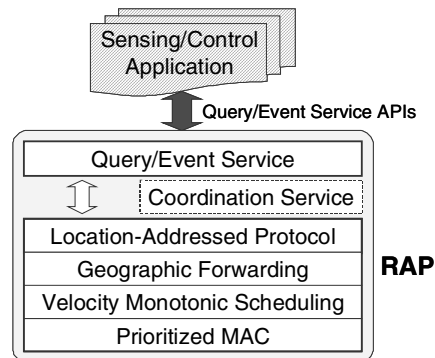 Sensing/Control
Application
Query/Event Service APIs
Query/Event Service
Coordination Service
Location-Addressed Protocol
Geographic Forwarding
RAP
Velocity Monotonic Scheduling
Prioritized MAC